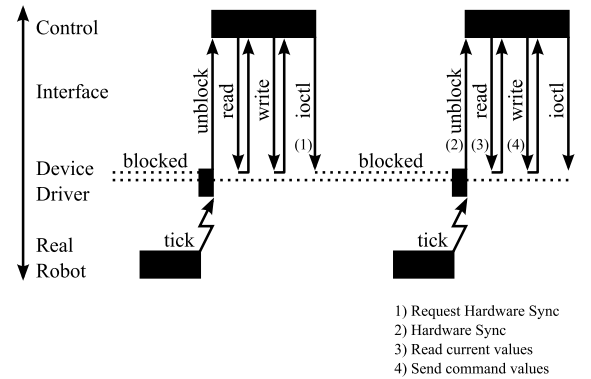 Control
Interface
Device
Driver
Real
Robot
blocked
unblock
read
write
ioctl
(1)
tick
blocked
unblock
(2)
read
(3)
write
(4)
ioctl
tick
1) Request Hardware Sync
2) Hardware Sync
3) Read current values
4) Send command values